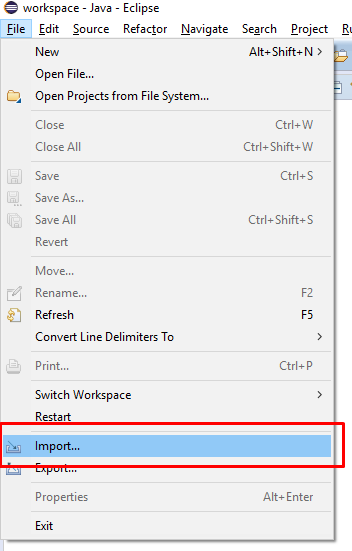 workspace - Java - Eclipse
File Edit Source Refactor Navigate Search Project
New Alt+Shift+N
Open File...
Open Projects from File System...
Close Ctrl+W
Close All Ctrl+Shift+W
Save Ctrl+S
Save As...
Save All Ctrl+Shift+S
Revert
Move...
Rename... F2
Refresh F5
Convert Line Delimiters To
Print... Ctrl+P
Switch Workspace
Restart
Import...
Export...
Properties Alt+Enter
Exit